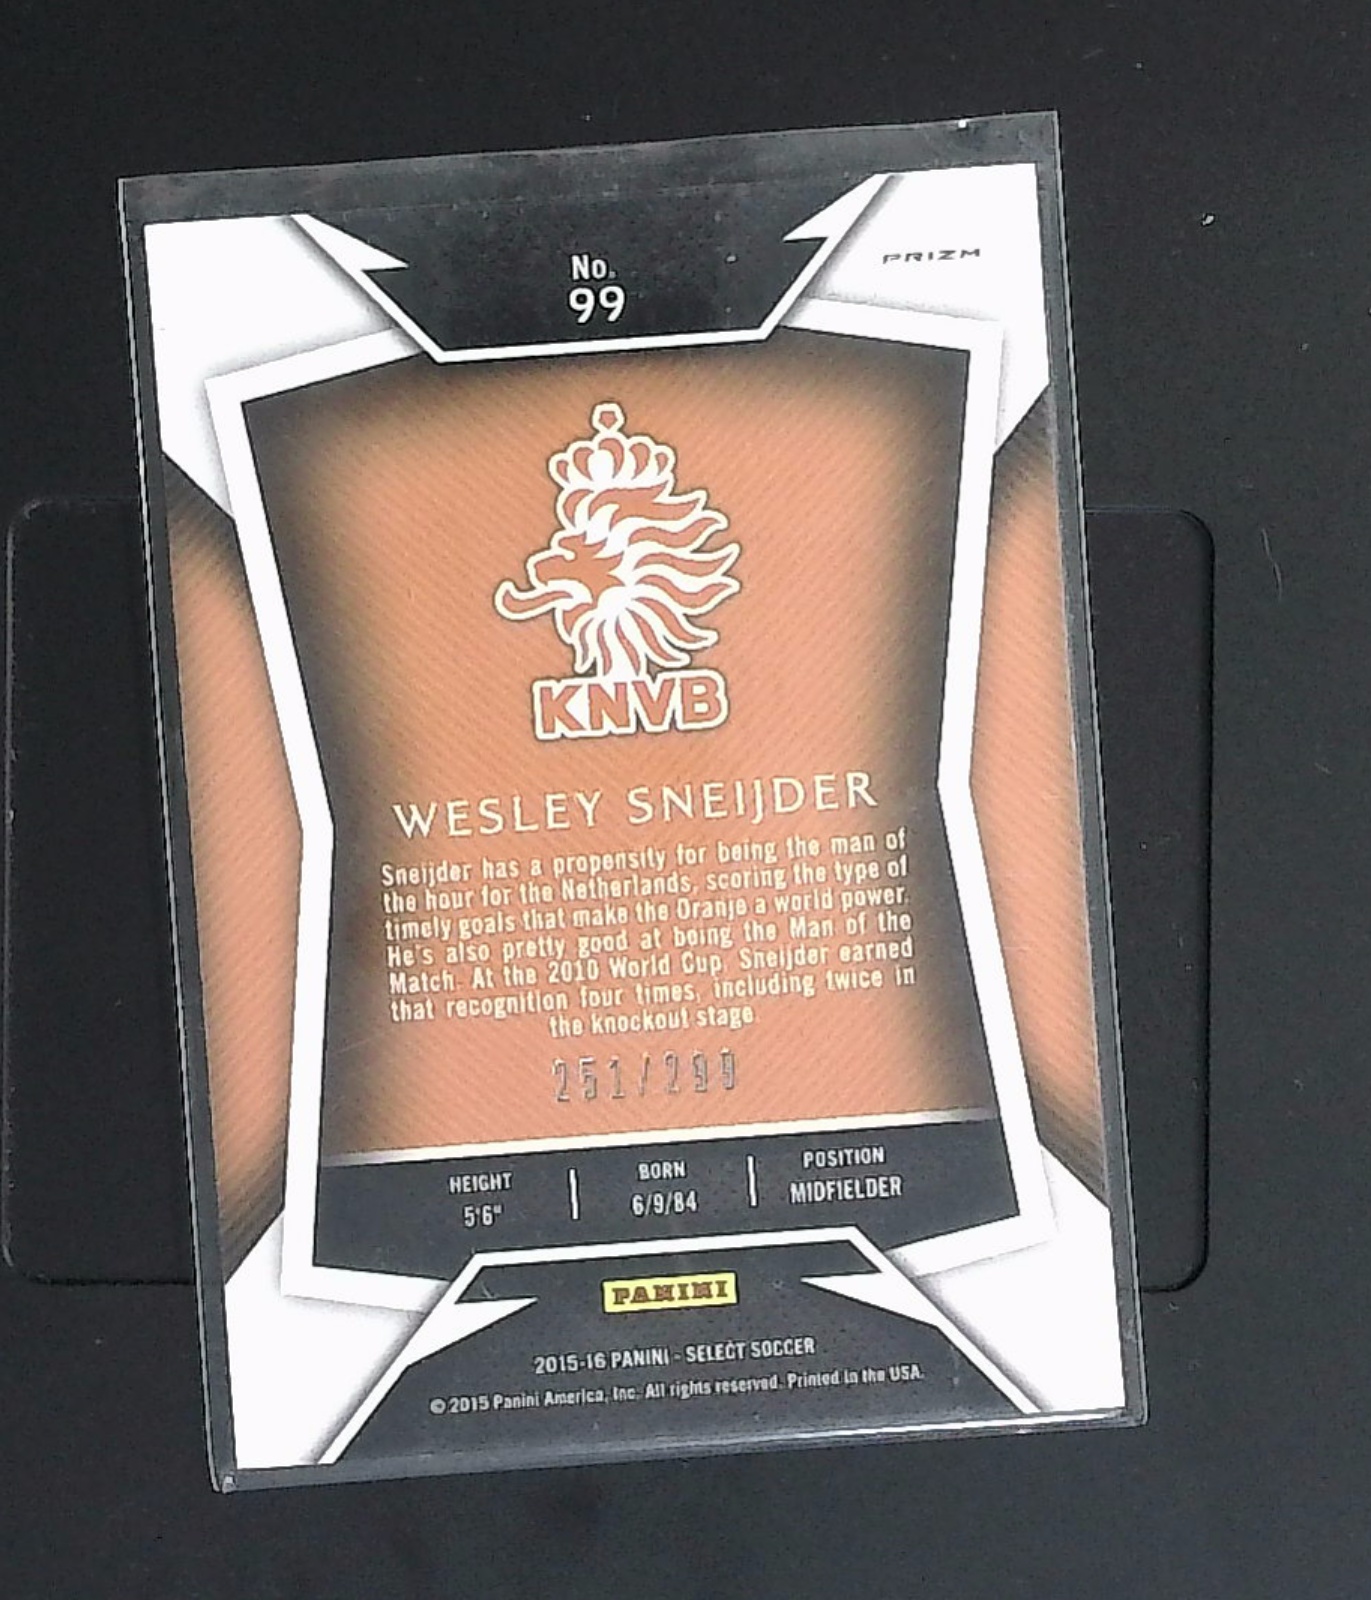 No.
99
PRIZM
KNVB
WESLEY SNEIJDER
Sneijder has a propensity for being the man of
the hour for the Netherlands, scoring the type of
timely goals that make the Oranje a world power.
He's also pretty good at being the Man of the
Match. At the 2010 World Cup, Sneijder earned
that recognition four times, including twice in
the knockout stage.
251/299
HEIGHT
5'6"
BORN
6/9/84
POSITION
MIDFIELDER
PANINI
2015-16 PANINI - SELECT SOCCER
© 2015 Panini America, Inc. All rights reserved. Printed in the USA.